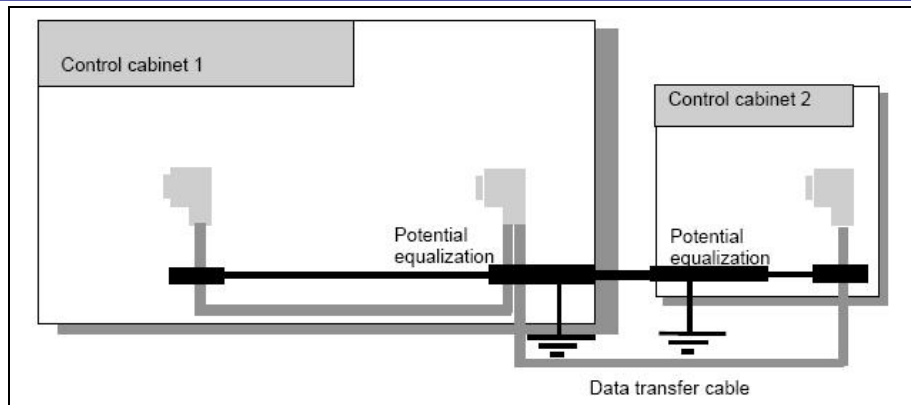 Control cabinet 1
Control cabinet 2
Potential
equalization
Potential
equalization
Data transfer cable